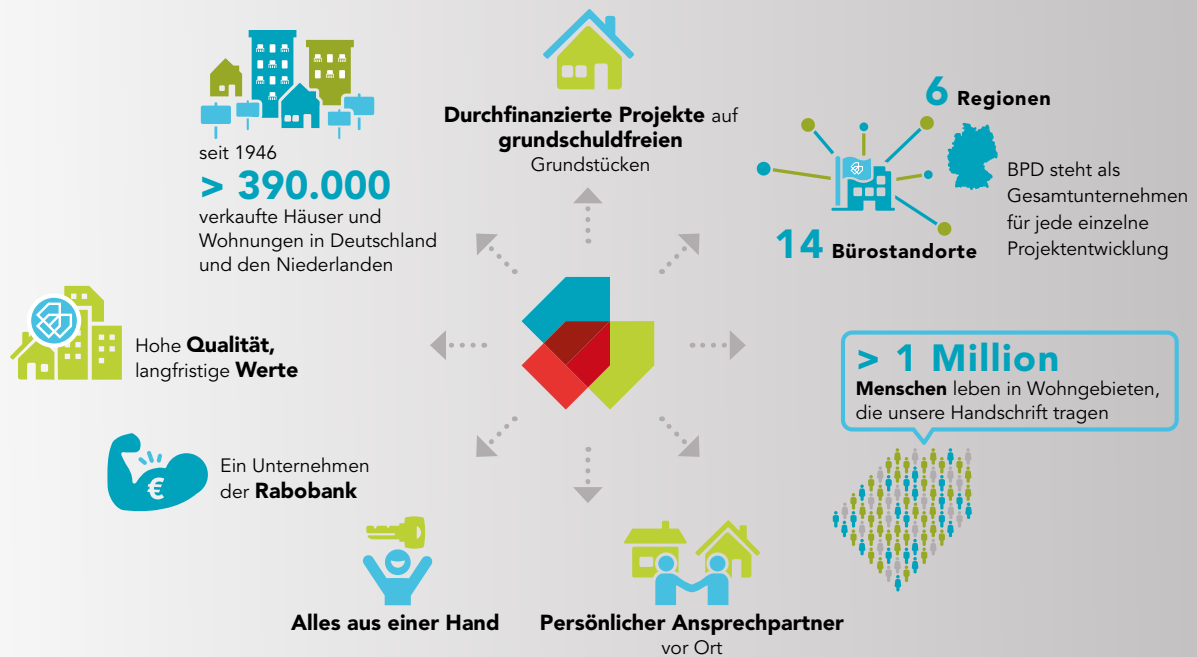 seit 1946
> 390.000
verkaufte Häuser und
Wohnungen in Deutschland
und den Niederlanden
Durchfinanzierte Projekte auf
grundschuldfreien
Grundstücken
6 Regionen
14 Bürostandorte
BPD steht als
Gesamtunternehmen
für jede einzelne
Projektentwicklung
Hohe Qualität,
langfristige Werte
> 1 Million
Menschen leben in Wohngebieten,
die unsere Handschrift tragen
€
Ein Unternehmen
der Rabobank
Alles aus einer Hand
Persönlicher Ansprechpartner
vor Ort